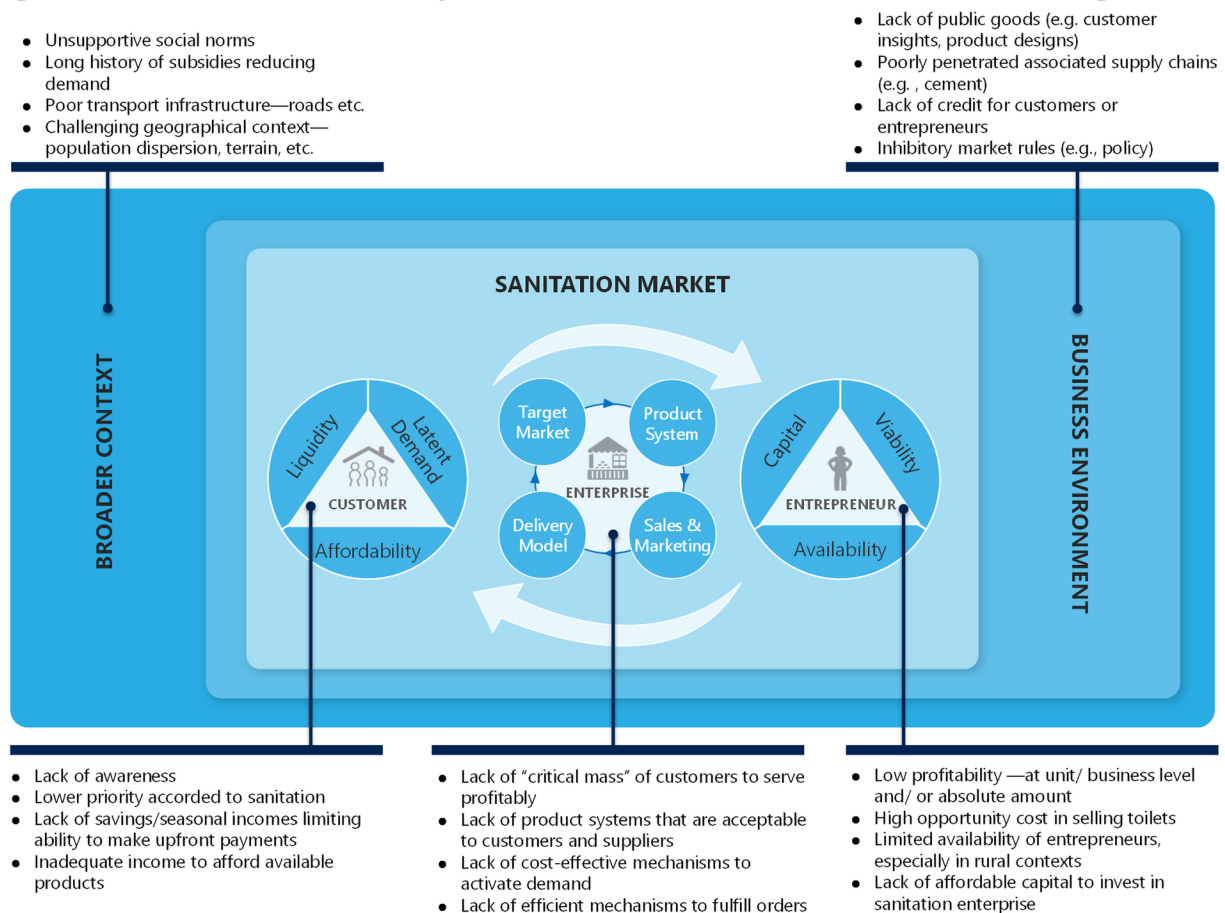 ● Unsupportive social norms
● Long history of subsidies reducing
demand
● Poor transport infrastructure—roads etc.
● Challenging geographical context—
population dispersion, terrain, etc.
● Lack of public goods (e.g. customer
insights, product designs)
● Poorly penetrated associated supply chains
(e.g. , cement)
● Lack of credit for customers or
entrepreneurs
● Inhibitory market rules (e.g., policy)
BROADER CONTEXT
SANITATION MARKET
Liquidity
Latent
Demand
CUSTOMER
Affordability
Target
Market
Product
System
ENTERPRISE
Delivery
Model
Sales &
Marketing
Capital
Viability
ENTREPRENEUR
Availability
BUSINESS ENVIRONMENT
● Lack of awareness
● Lower priority accorded to sanitation
● Lack of savings/seasonal incomes limiting
ability to make upfront payments
● Inadequate income to afford available
products
● Lack of “critical mass” of customers to serve
profitably
● Lack of product systems that are acceptable
to customers and suppliers
● Lack of cost-effective mechanisms to
activate demand
● Lack of efficient mechanisms to fulfill orders
● Low profitability —at unit/ business level
and/ or absolute amount
● High opportunity cost in selling toilets
● Limited availability of entrepreneurs,
especially in rural contexts
● Lack of affordable capital to invest in
sanitation enterprise